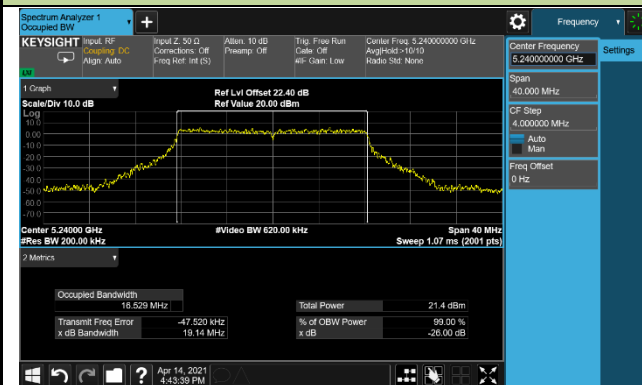 Spectrum Analyzer 1
Occupied BW
Frequency
KEYSIGHT
Input: RF
Coupling: DC
Align: Auto
Input Z: 50 Ω
Corrections: Off
Freq Ref: Int (S)
Atten: 10 dB
Preamp: Off
Trig: Free Run
Gate: Off
#IF Gain: Low
Center Freq: 5.240000000 GHz
Avg|Hold:>10/10
Radio Std: None
LXI
Center Frequency
5.240000000 GHz
Settings
Span
40.000 MHz
CF Step
4.000000 MHz
Auto
Man
Freq Offset
0 Hz
1 Graph
Scale/Div 10.0 dB
Ref Lvl Offset 22.40 dB
Ref Value 20.00 dBm
Log
10.0
0.00
-10.0
-20.0
-30.0
-40.0
-50.0
-60.0
-70.0
Center 5.24000 GHz
#Res BW 200.00 kHz
#Video BW 620.00 kHz
Span 40 MHz
Sweep 1.07 ms (2001 pts)
2 Metrics
Occupied Bandwidth
16.529 MHz
Total Power 21.4 dBm
Transmit Freq Error -47.520 kHz
% of OBW Power 99.00 %
x dB Bandwidth 19.14 MHz
x dB -26.00 dB
?
Apr 14, 2021
4:43:39 PM